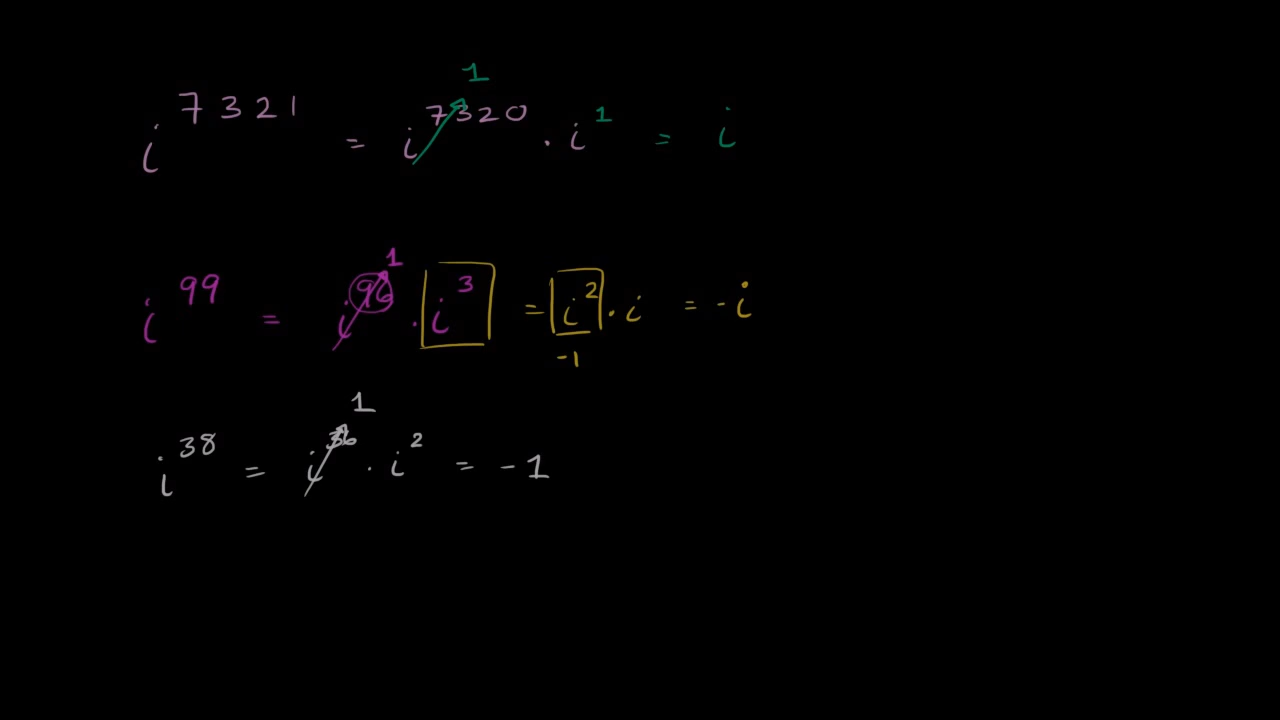 i^7321 = i^7320 1 · i^1 = i
i^99 = i^96 1 · i^3 = i^2 · i = -i
-1
i^38 = i^36 1 · i^2 = -1